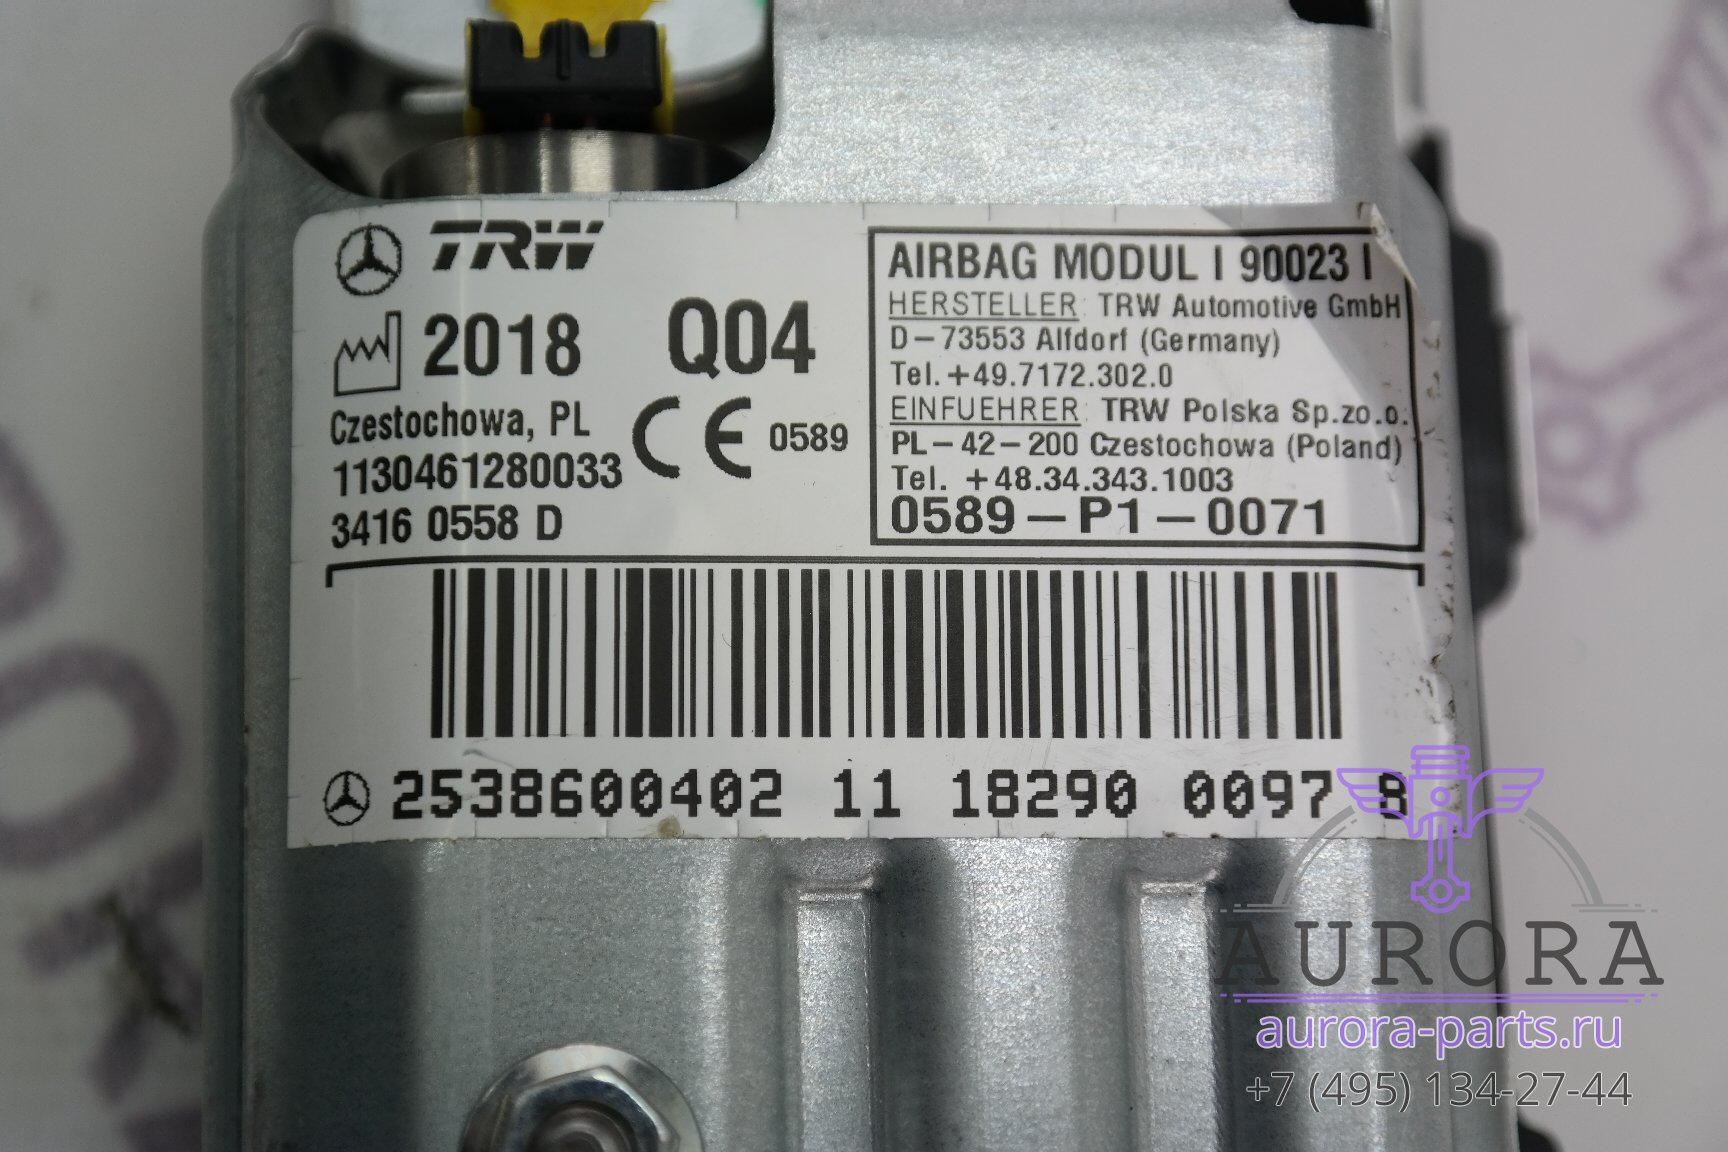 TRW
2018 Q04
Czestochowa, PL
CE 0589
1130461280033
34160558 D
AIRBAG MODUL I 90023 I
HERSTELLER: TRW Automotive GmbH
D-73553 Alfdorf (Germany)
Tel. +49.7172.302.0
EINFUEHRER: TRW Polska Sp.zo.o.
PL-42-200 Czestochowa (Poland)
Tel. +48.34.343.1003
0589-P1-0071
2538600402 11 18290 0097 A
AURORA
aurora-parts.ru
+7 (495) 134-27-44